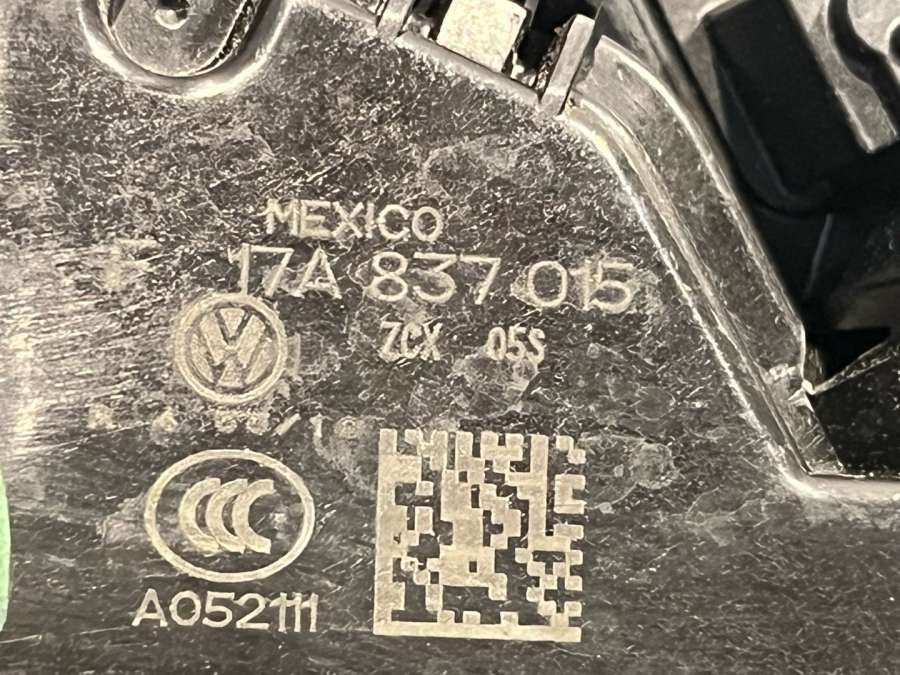 MEXICO
F 17A 837 015
ZCX 05S
A052111